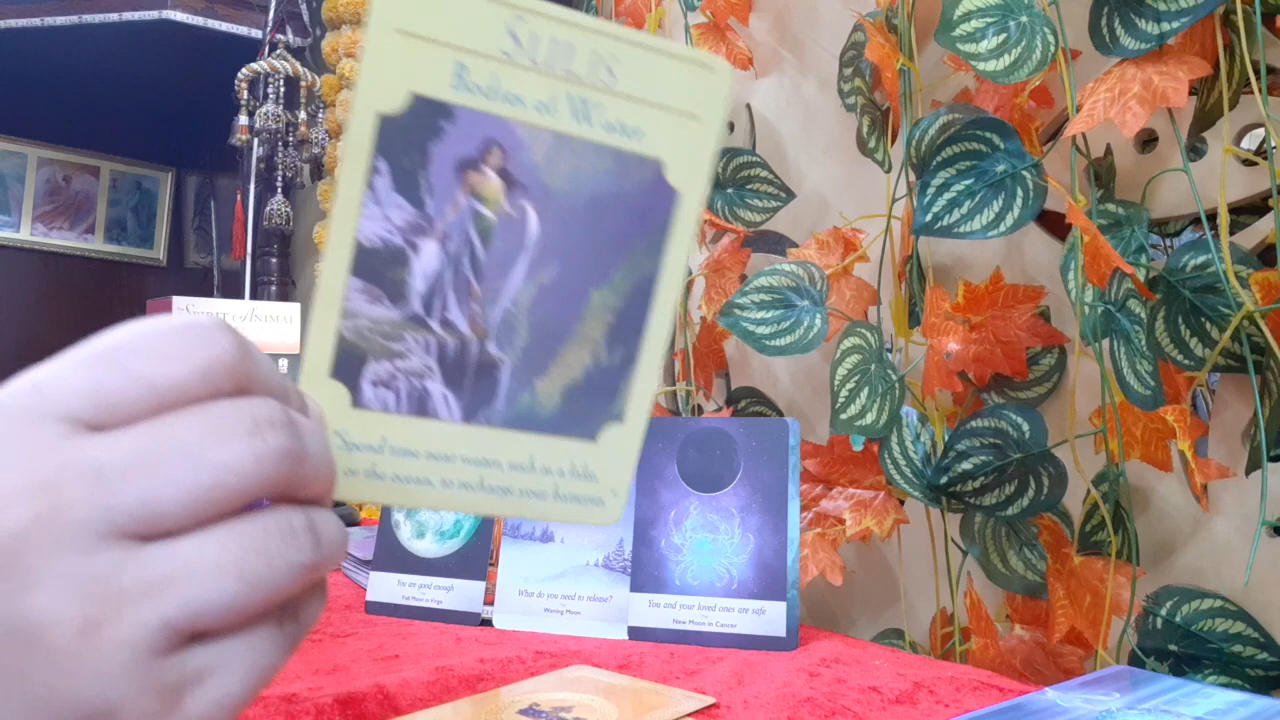 SULIS
Bodies of Water
Spend time near water, such as a lake
or the ocean, to recharge your batteries.
SPIRIT ANIMAL
You are good enough
Full Moon in Virgo
What do you need to release?
Waning Moon
You and your loved ones are safe
New Moon in Cancer